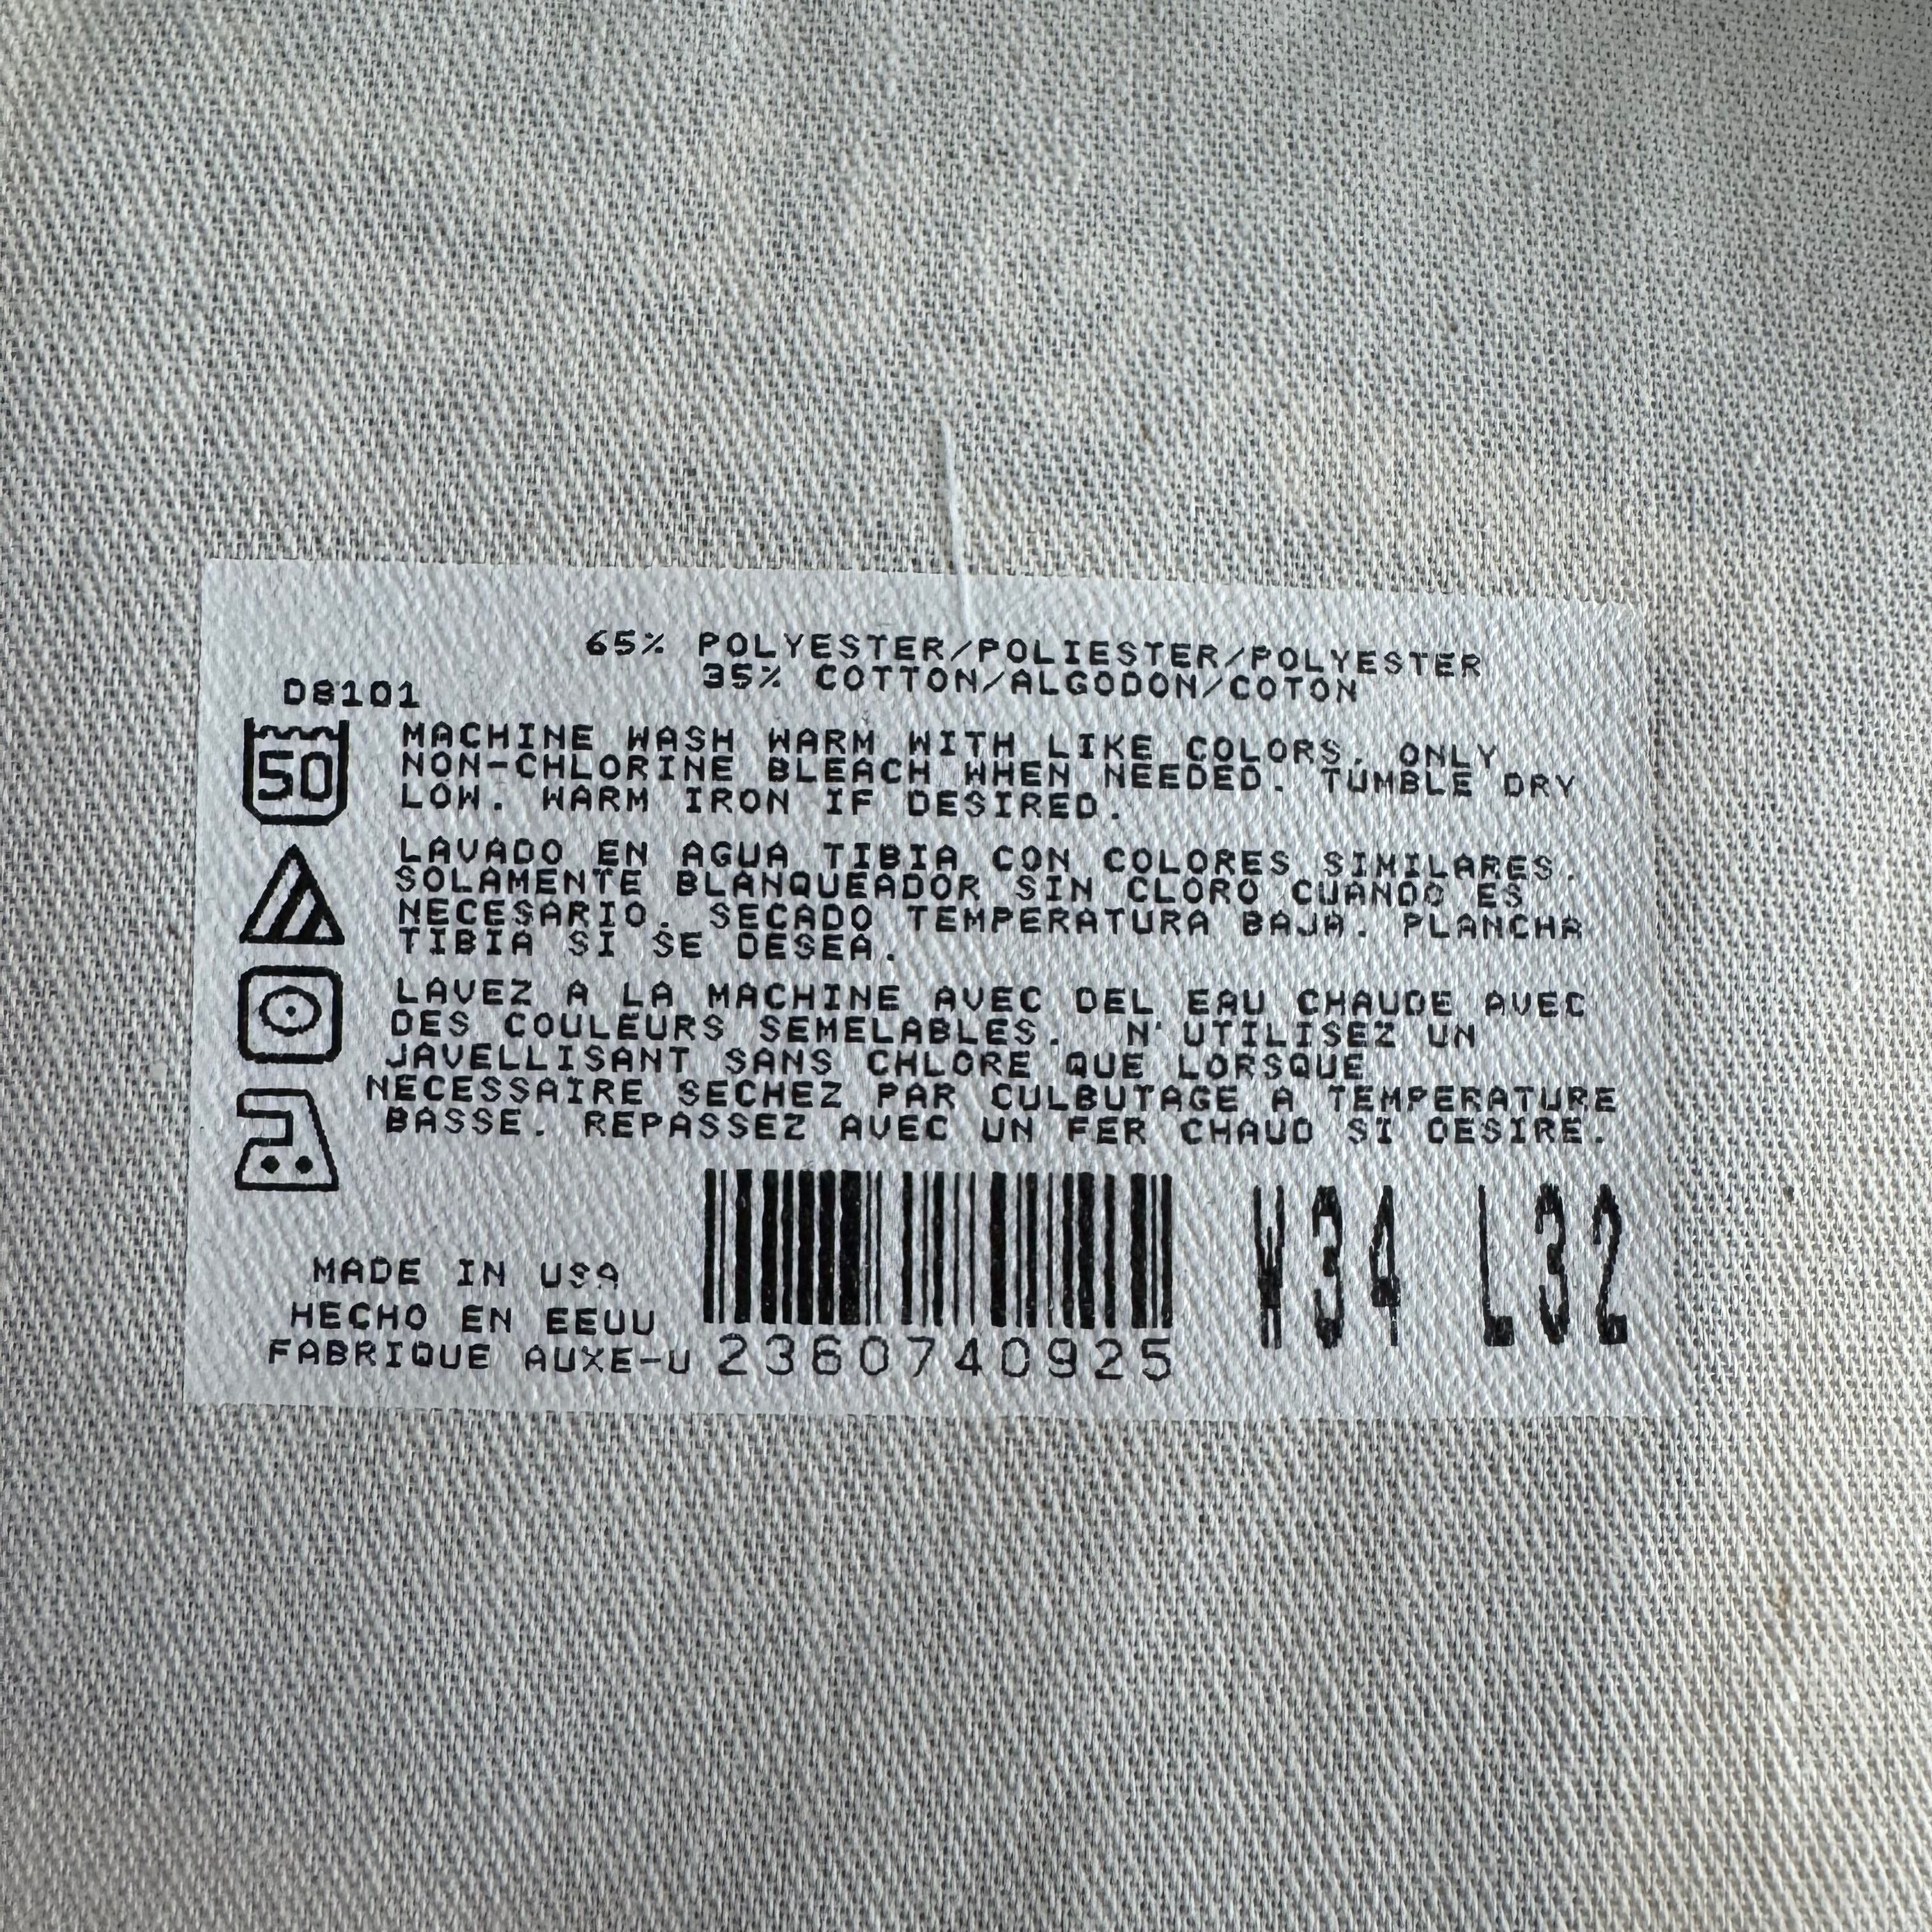 65% POLYESTER/POLIESTER/POLYESTER
35% COTTON/ALGODON/COTON
D8101
50
MACHINE WASH WARM WITH LIKE COLORS. ONLY
NON-CHLORINE BLEACH WHEN NEEDED. TUMBLE DRY
LOW. WARM IRON IF DESIRED.
LAVADO EN AGUA TIBIA CON COLORES SIMILARES.
SOLAMENTE BLANQUEADOR SIN CLORO CUANDO ES
NECESARIO. SECADO TEMPERATURA BAJA. PLANCHA
TIBIA SI SE DESEA.
LAVEZ A LA MACHINE AVEC DEL EAU CHAUDE AVEC
DES COULEURS SEMELABLES. N'UTILISEZ UN
JAVELLISANT SANS CHLORE QUE LORSQUE
NECESSAIRE SECHEZ PAR CULBUTAGE A TEMPERATURE
BASSE. REPASSEZ AVEC UN FER CHAUD SI DESIRE.
MADE IN USA
HECHO EN EEUU
FABRIQUE AUXE-U
2360740925
W34 L32